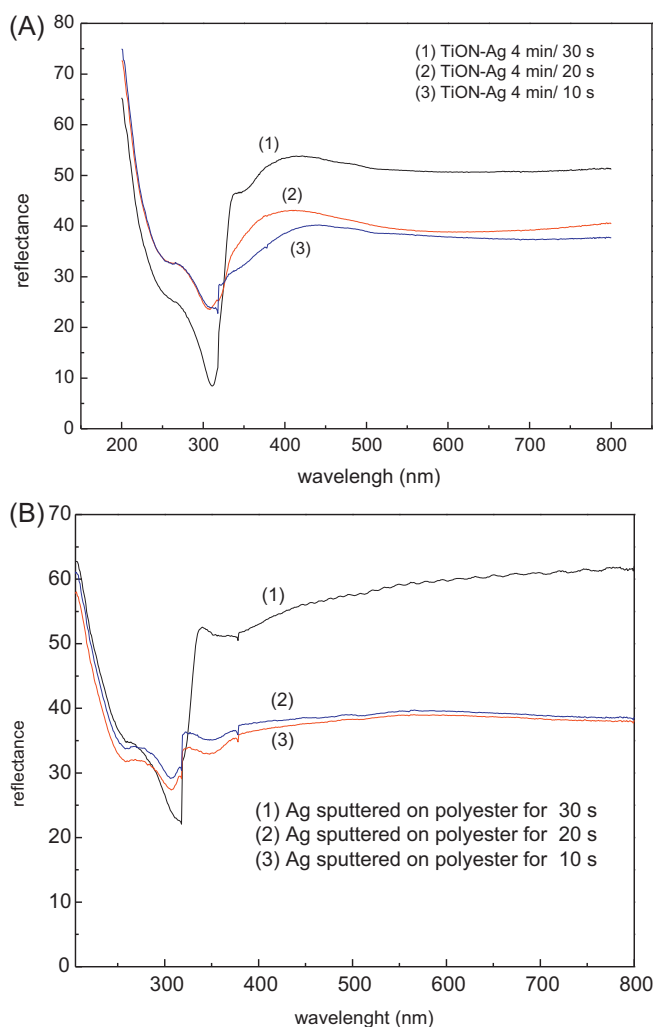 (A)
80
70
60
50
40
30
20
10
0
reflectance
(1) TiON-Ag 4 min/ 30 s
(2) TiON-Ag 4 min/ 20 s
(3) TiON-Ag 4 min/ 10 s
(1)
(2)
(3)
200 300 400 500 600 700 800
wavelengh (nm)
(B)
70
60
50
40
30
20
10
0
reflectance
(1)
(2)
(3)
(1) Ag sputtered on polyester for 30 s
(2) Ag sputtered on polyester for 20 s
(3) Ag sputtered on polyester for 10 s
300 400 500 600 700 800
wavelenght (nm)